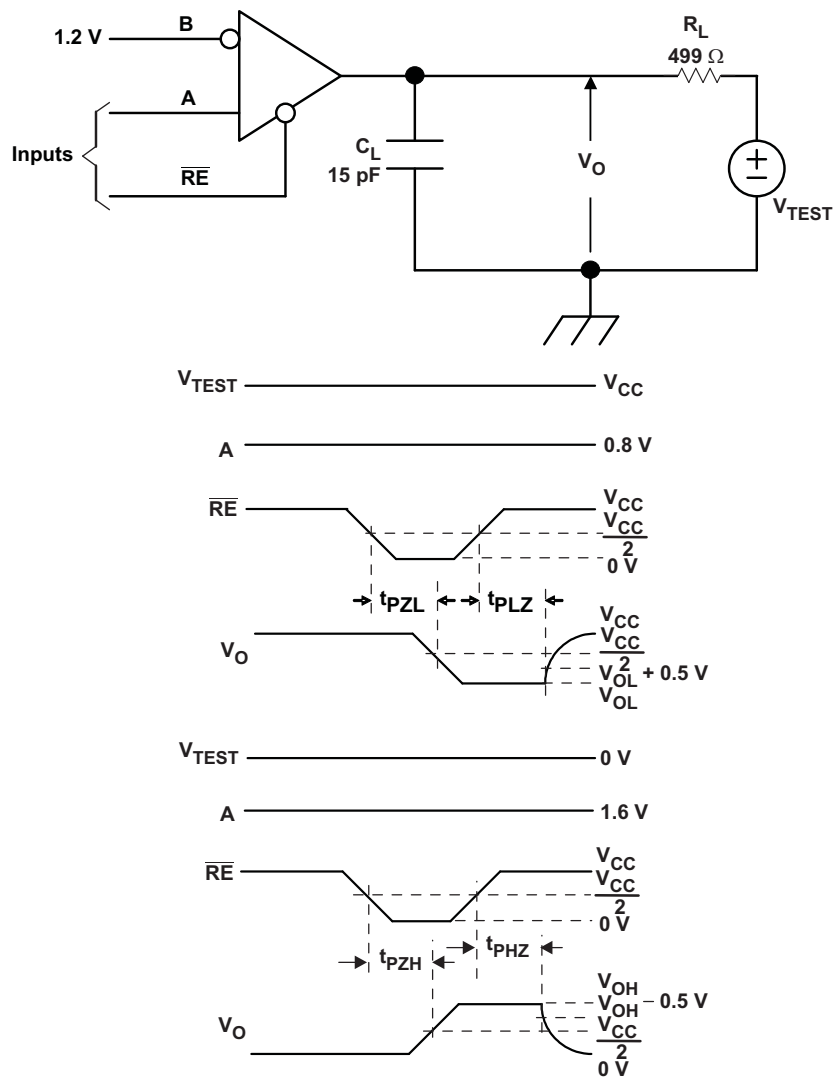 B
1.2 V
A
Inputs
RE
C_L
15 pF
V_O
R_L
499 Ω
+
−
V_TEST
V_TEST V_CC
A 0.8 V
RE V_CC
V_CC
2
0 V
t_PZL t_PLZ
V_O V_CC
V_CC
2
V_OL + 0.5 V
V_OL
V_TEST 0 V
A 1.6 V
RE V_CC
V_CC
2
0 V
t_PZH t_PHZ
V_O V_OH
V_OH − 0.5 V
V_CC
2
0 V